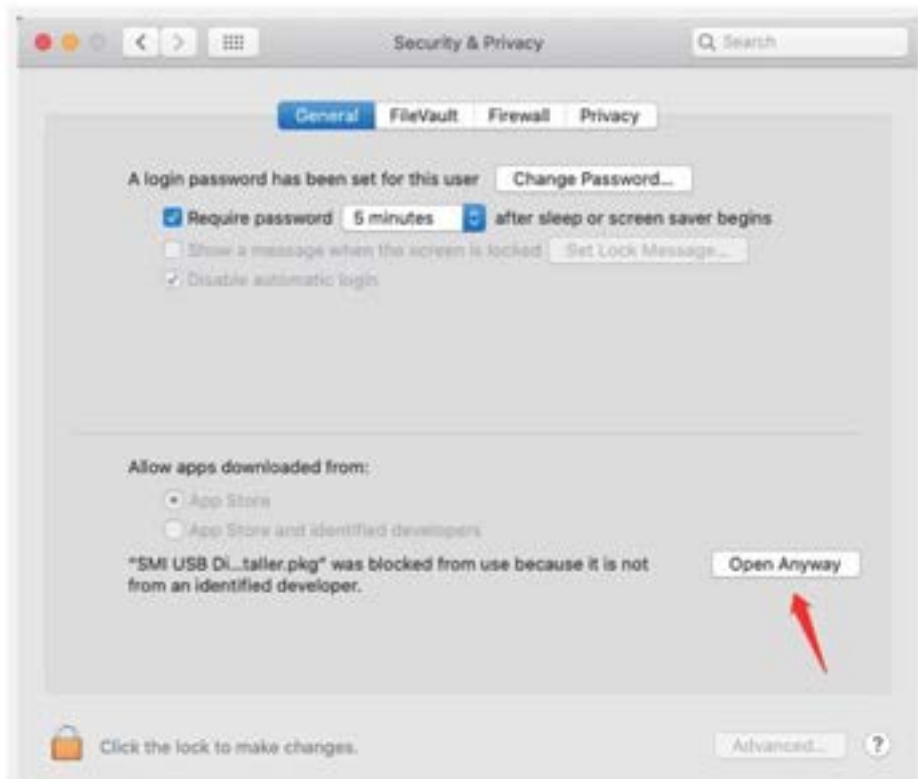 Security & Privacy
Search
General FileVault Firewall Privacy
A login password has been set for this user Change Password...
Require password 5 minutes after sleep or screen saver begins
Show a message when the screen is locked Set Lock Message...
Disable automatic login
Allow apps downloaded from:
App Store
App Store and identified developers
"SMI USB Di...taller.pkg" was blocked from use because it is not
from an identified developer.
Open Anyway
Click the lock to make changes.
Advanced...
?